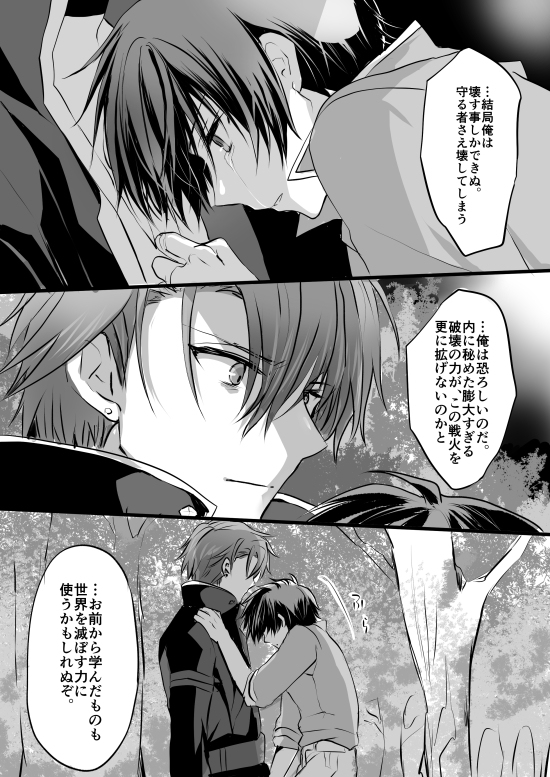 …結局俺は
壊す事しかできぬ。
守る者さえ壊してしまう
…俺は恐ろしいのだ。
内に秘めた膨大すぎる
破壊の力が、この戦火を
更に拡げないのかと
ふら
…お前から学んだものも
世界を滅ぼす力に
使うかもしれぬぞ。